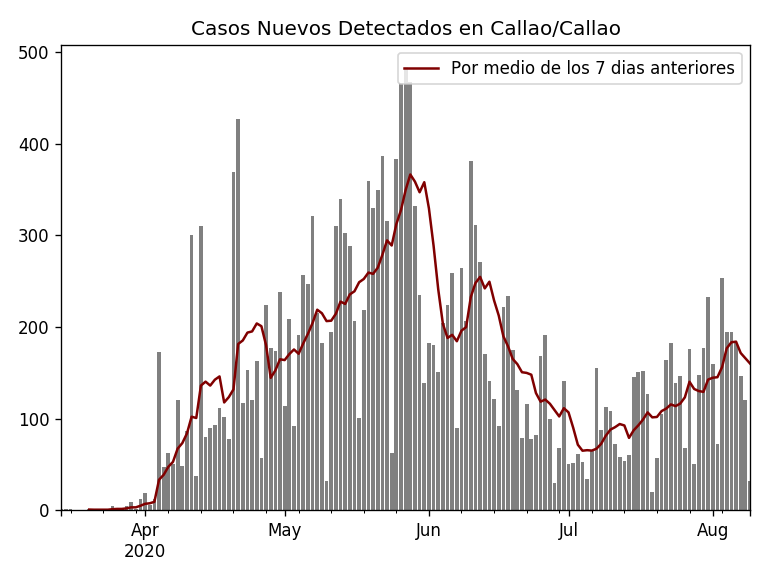 Casos Nuevos Detectados en Callao/Callao
Por medio de los 7 dias anteriores
500
400
300
200
100
0
Apr May Jun Jul Aug
2020